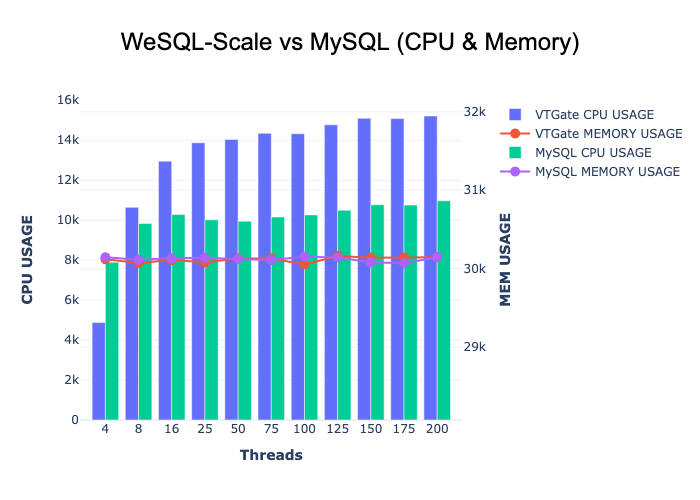 WeSQL-Scale vs MySQL (CPU & Memory)
16k
14k
12k
10k
8k
6k
4k
2k
0
CPU USAGE
32k
31k
30k
29k
MEM USAGE
VTGate CPU USAGE
VTGate MEMORY USAGE
MySQL CPU USAGE
MySQL MEMORY USAGE
4 8 16 25 50 75 100 125 150 175 200
Threads